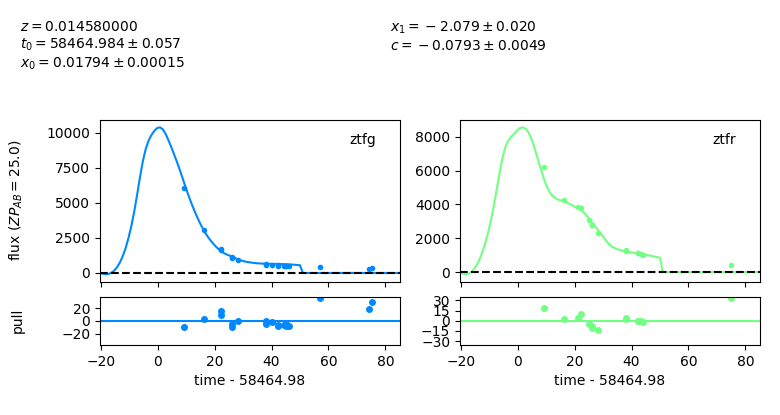 z = 0.014580000
t₀ = 58464.984 ± 0.057
x₀ = 0.01794 ± 0.00015
x₁ = −2.079 ± 0.020
c = −0.0793 ± 0.0049
flux (ZP_AB = 25.0)
10000
7500
5000
2500
0
ztfg
8000
6000
4000
2000
0
ztfr
pull
20
0
−20
−20 0 20 40 60 80
time - 58464.98
30
15
0
−15
−30
−20 0 20 40 60 80
time - 58464.98